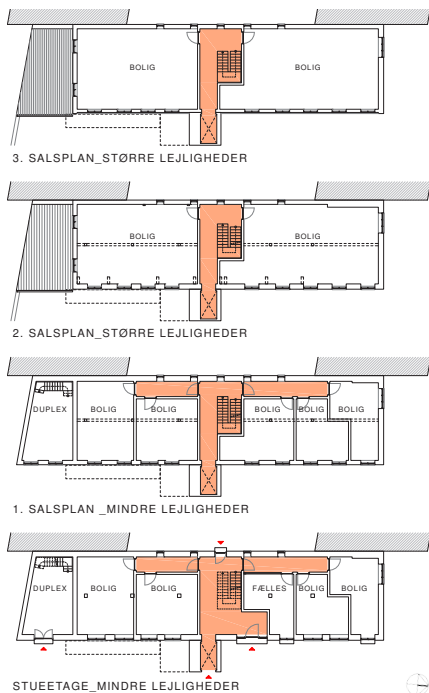 BOLIG BOLIG
3. SALSPLAN_STØRRE LEJLIGHEDER
BOLIG BOLIG
2. SALSPLAN_STØRRE LEJLIGHEDER
DUPLEX BOLIG BOLIG BOLIG BOLIG BOLIG
1. SALSPLAN _MINDRE LEJLIGHEDER
DUPLEX BOLIG BOLIG FÆLLES BOLIG BOLIG
STUEETAGE_MINDRE LEJLIGHEDER